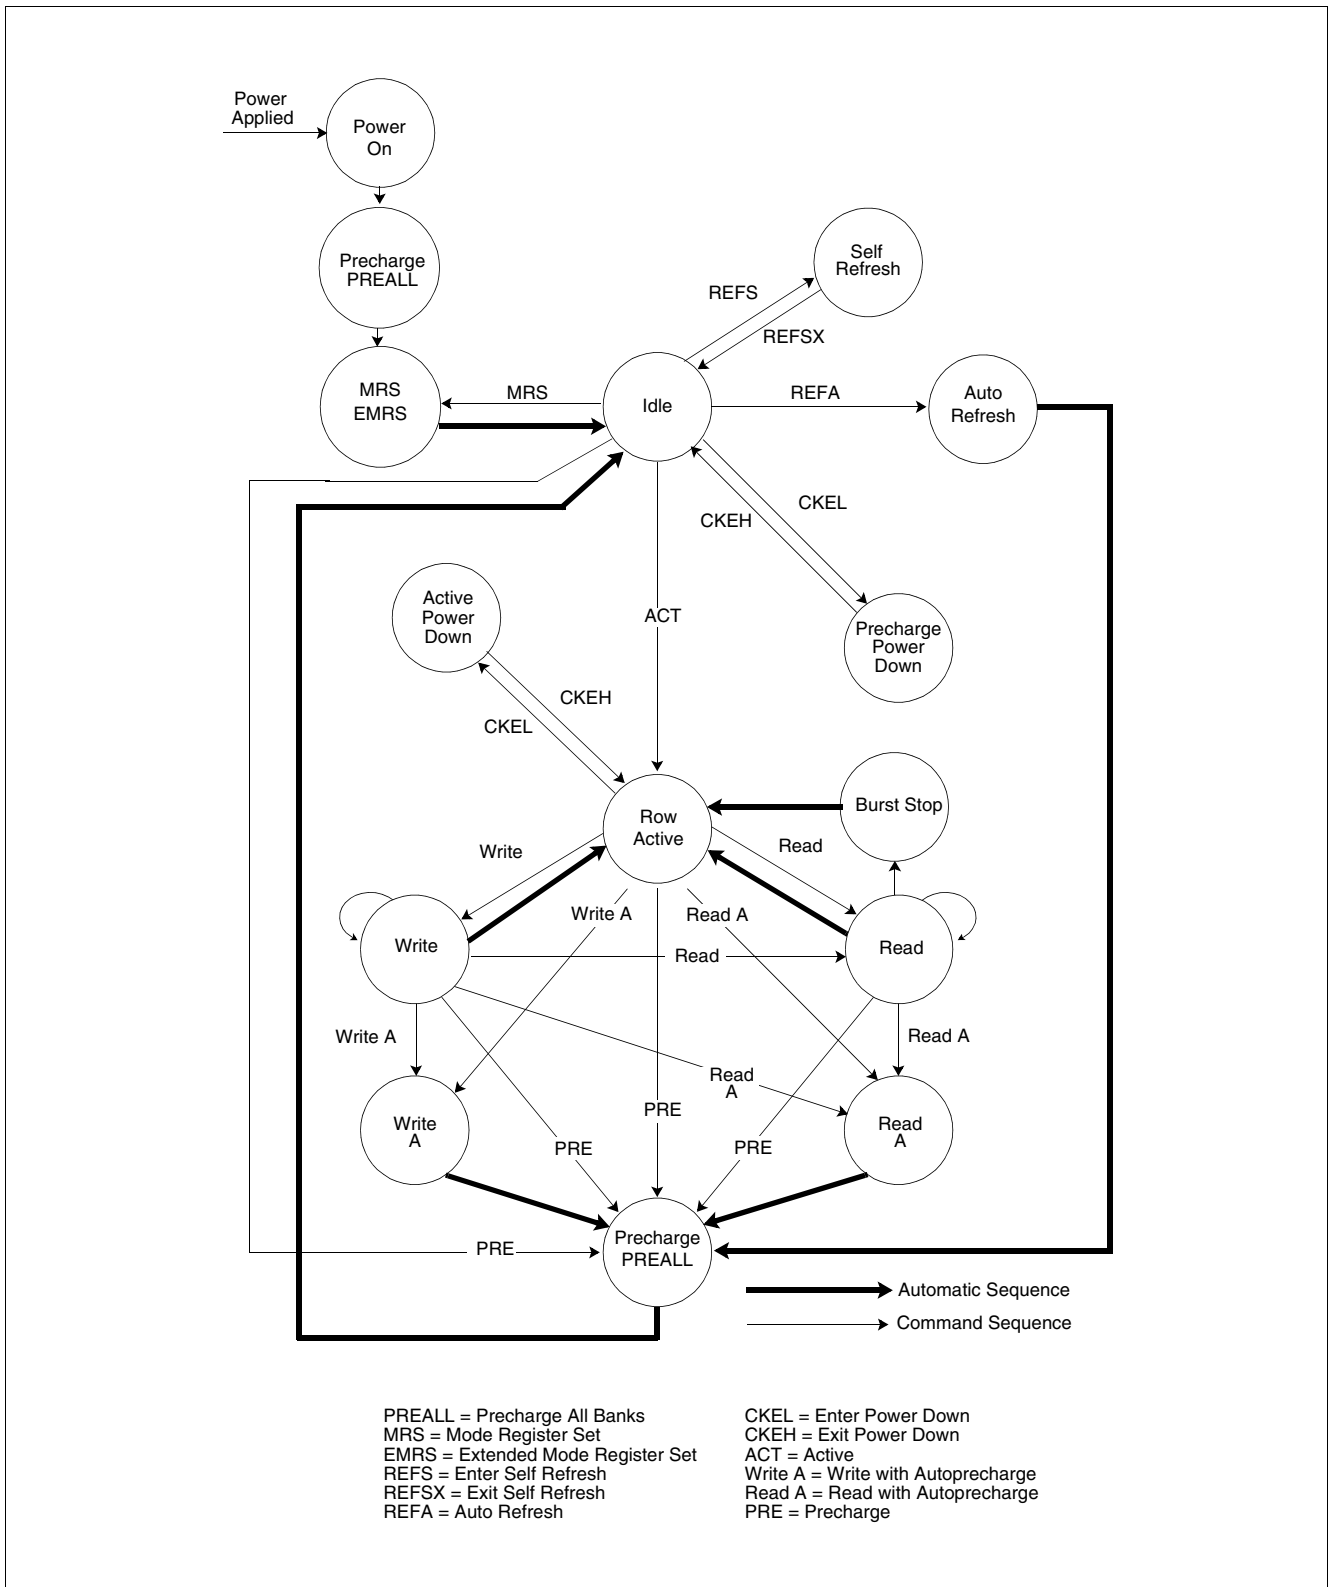 Power
Applied
Power
On
Precharge
PREALL
Self
Refresh
REFS
REFSX
MRS
EMRS
MRS
Idle
REFA
Auto
Refresh
CKEL
CKEH
Active
Power
Down
ACT
Precharge
Power
Down
CKEH
CKEL
Burst Stop
Row
Active
Write
Read
Write A
Read A
Write
Read
Read
Write A
Read A
Read
A
PRE
Write
A
Read
A
PRE
PRE
Precharge
PREALL
PRE
Automatic Sequence
Command Sequence
PREALL = Precharge All Banks
MRS = Mode Register Set
EMRS = Extended Mode Register Set
REFS = Enter Self Refresh
REFSX = Exit Self Refresh
REFA = Auto Refresh
CKEL = Enter Power Down
CKEH = Exit Power Down
ACT = Active
Write A = Write with Autoprecharge
Read A = Read with Autoprecharge
PRE = Precharge